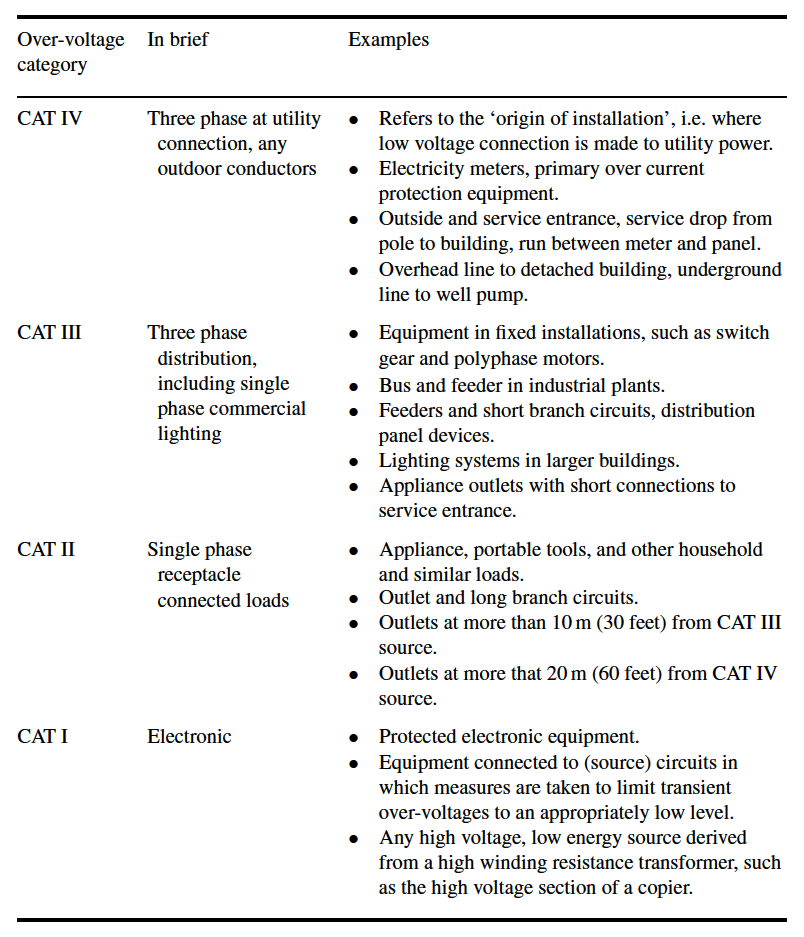 Over-voltage category In brief Examples
CAT IV Three phase at utility connection, any outdoor conductors
● Refers to the ‘origin of installation’, i.e. where
low voltage connection is made to utility power.
● Electricity meters, primary over current
protection equipment.
● Outside and service entrance, service drop from
pole to building, run between meter and panel.
● Overhead line to detached building, underground
line to well pump.
CAT III Three phase distribution, including single phase commercial lighting
● Equipment in fixed installations, such as switch
gear and polyphase motors.
● Bus and feeder in industrial plants.
● Feeders and short branch circuits, distribution
panel devices.
● Lighting systems in larger buildings.
● Appliance outlets with short connections to
service entrance.
CAT II Single phase receptacle connected loads
● Appliance, portable tools, and other household
and similar loads.
● Outlet and long branch circuits.
● Outlets at more than 10 m (30 feet) from CAT III
source.
● Outlets at more that 20 m (60 feet) from CAT IV
source.
CAT I Electronic
● Protected electronic equipment.
● Equipment connected to (source) circuits in
which measures are taken to limit transient
over-voltages to an appropriately low level.
● Any high voltage, low energy source derived
from a high winding resistance transformer, such
as the high voltage section of a copier.